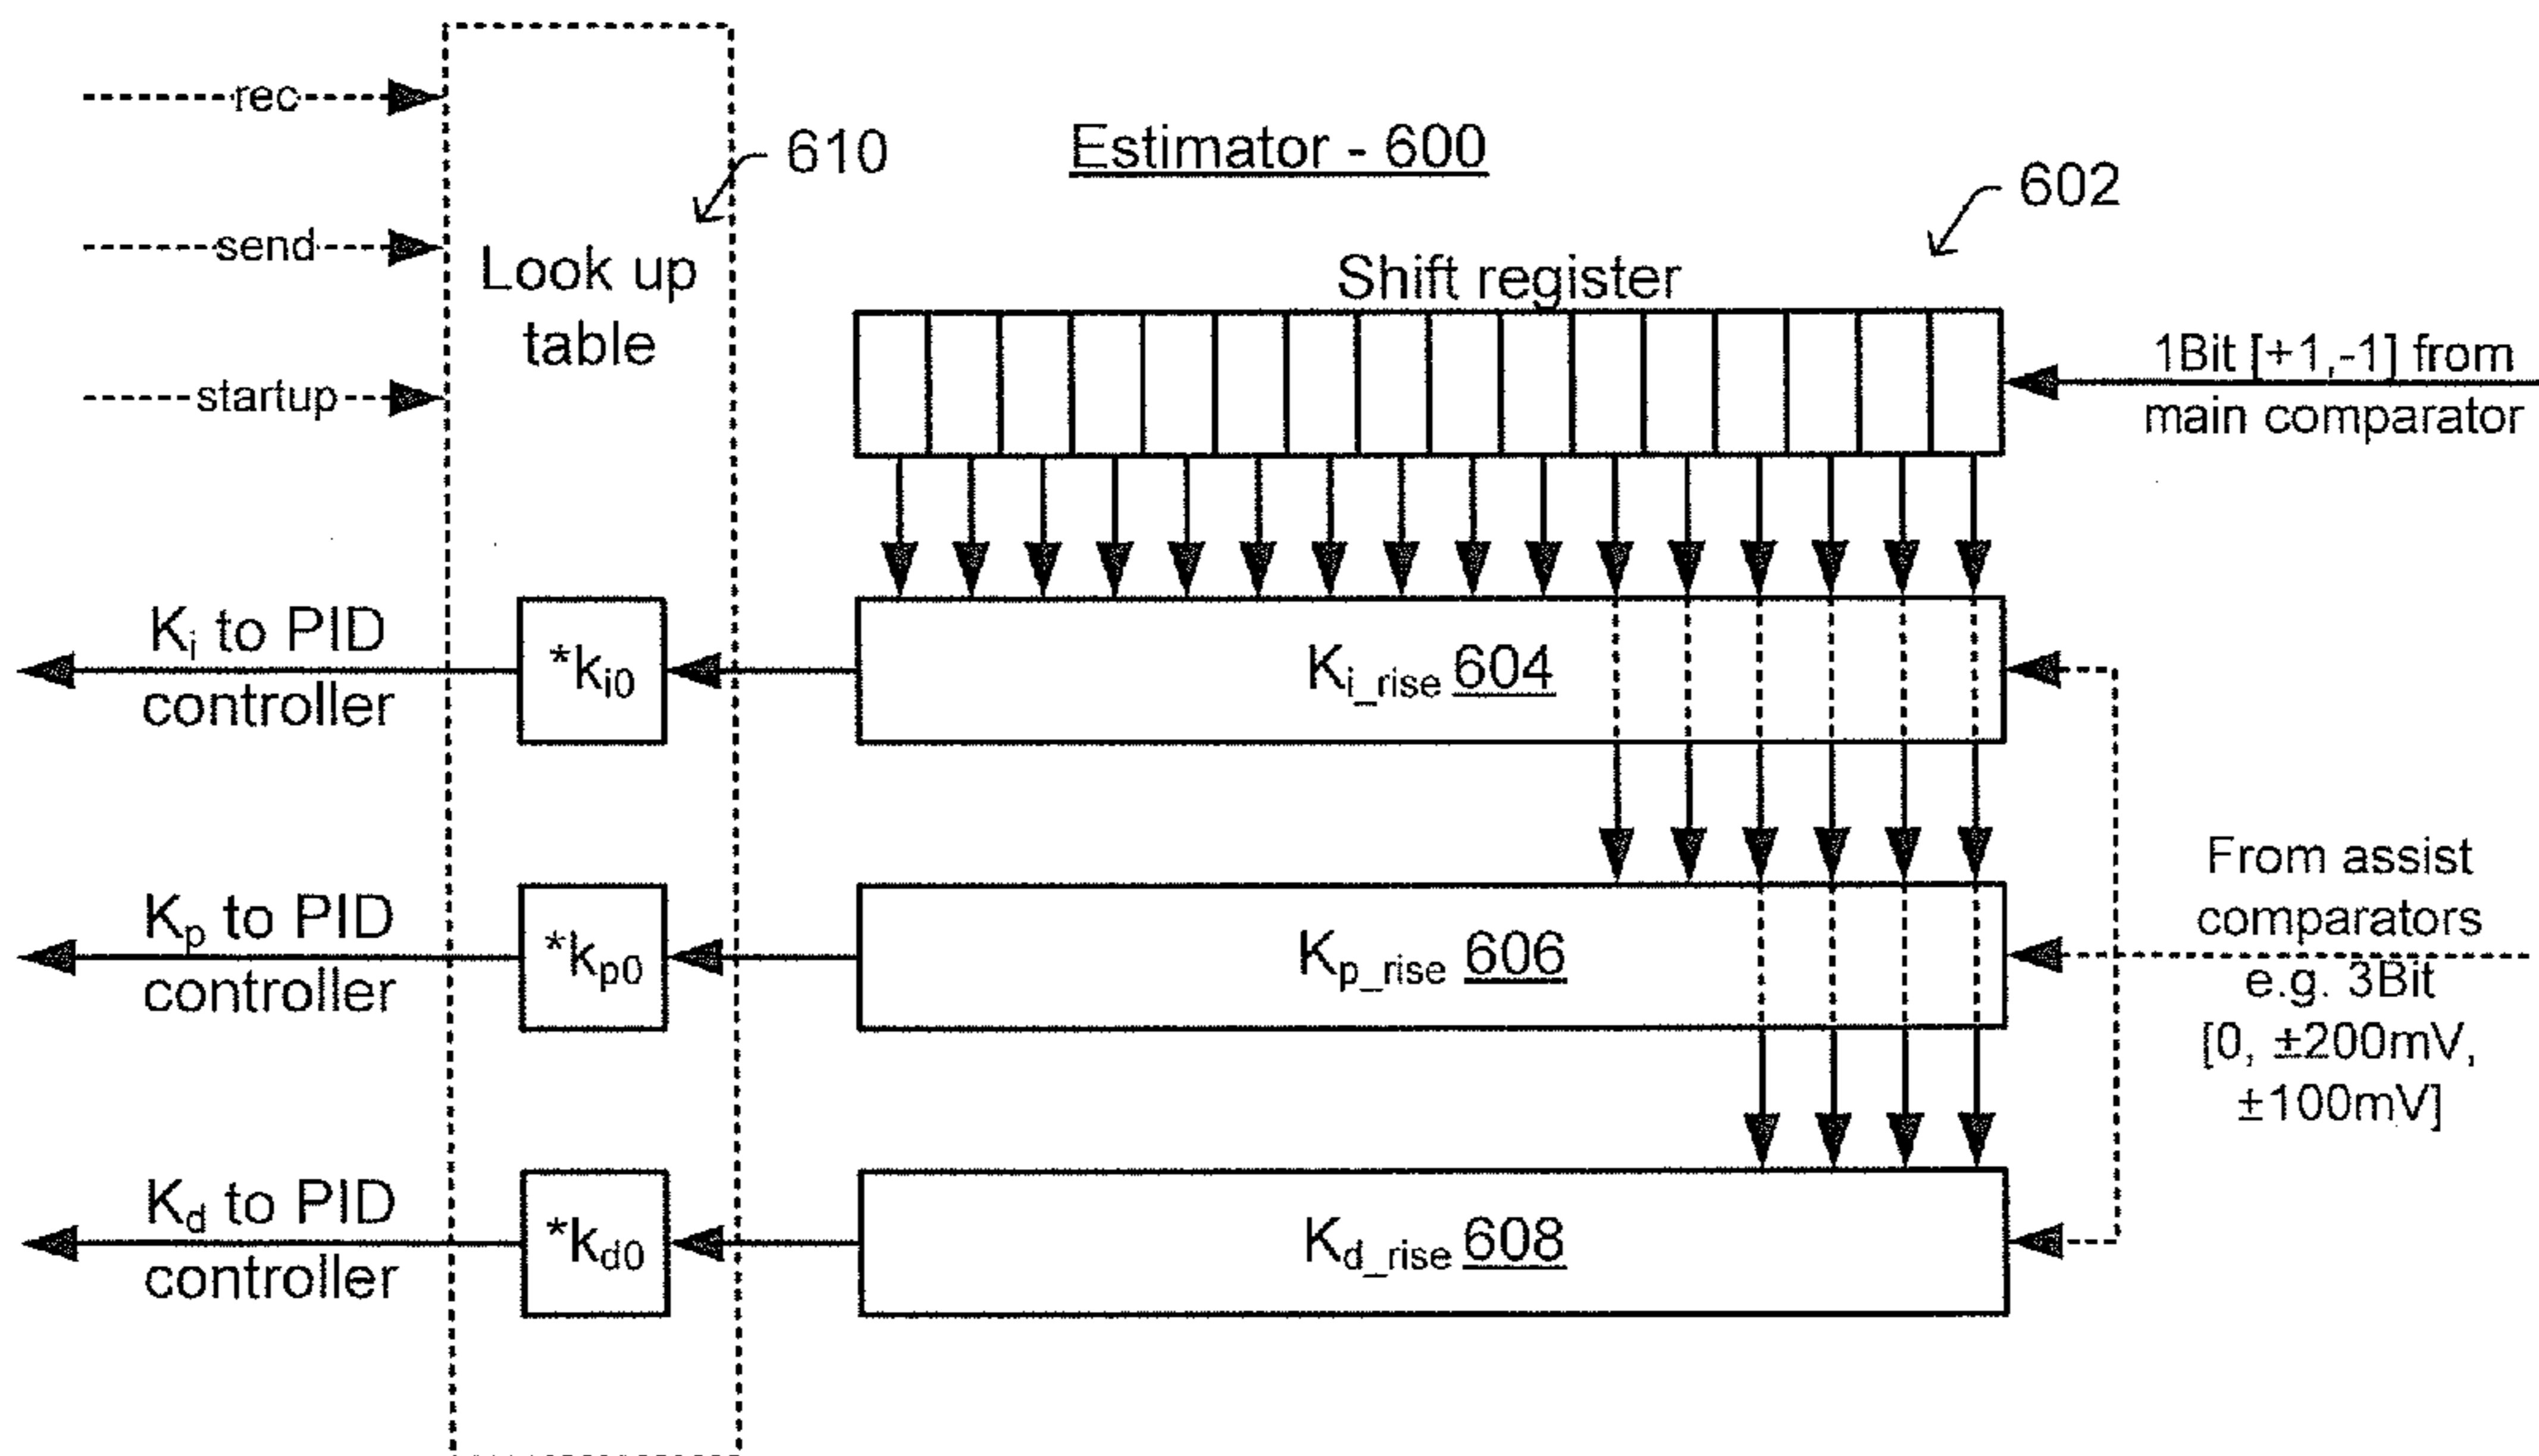 Estimator - 600
rec
send
startup
610
Look up
table
602
Shift register
1Bit [+1,-1] from
main comparator
K_i to PID
controller
*k_i0
K_i_rise 604
K_p to PID
controller
*k_p0
K_p_rise 606
From assist
comparators
e.g. 3Bit
[0, ±200mV,
±100mV]
K_d to PID
controller
*k_d0
K_d_rise 608